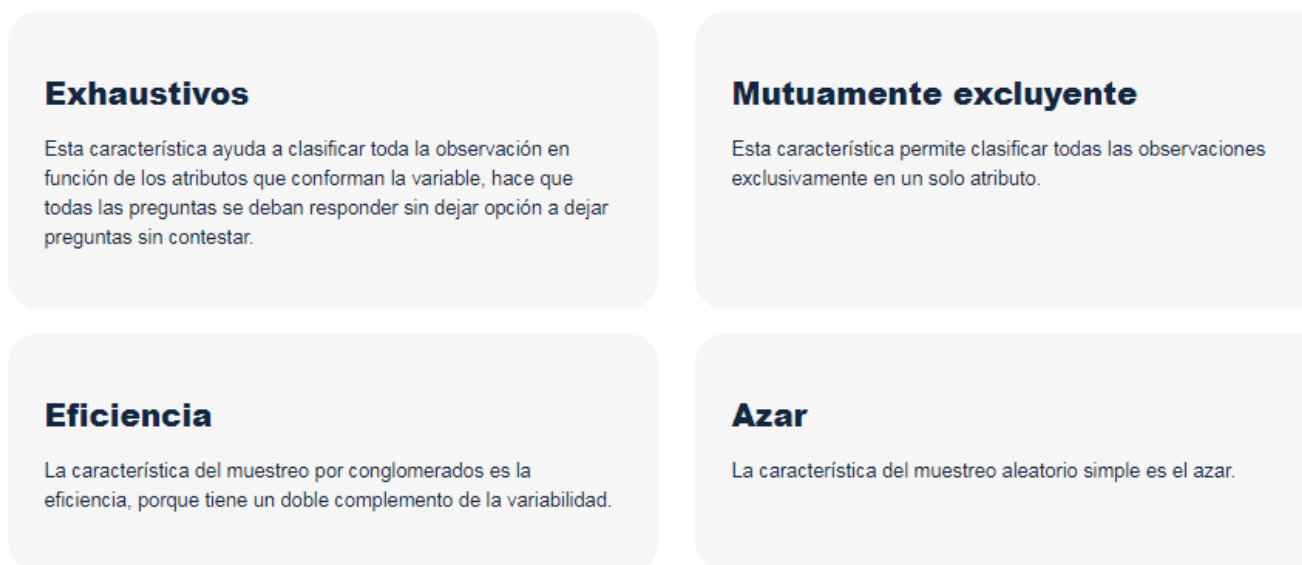 Exhaustivos
Esta característica ayuda a clasificar toda la observación en
función de los atributos que conforman la variable, hace que
todas las preguntas se deban responder sin dejar opción a dejar
preguntas sin contestar.
Mutuamente excluyente
Esta característica permite clasificar todas las observaciones
exclusivamente en un solo atributo.
Eficiencia
La característica del muestreo por conglomerados es la
eficiencia, porque tiene un doble complemento de la variabilidad.
Azar
La característica del muestreo aleatorio simple es el azar.